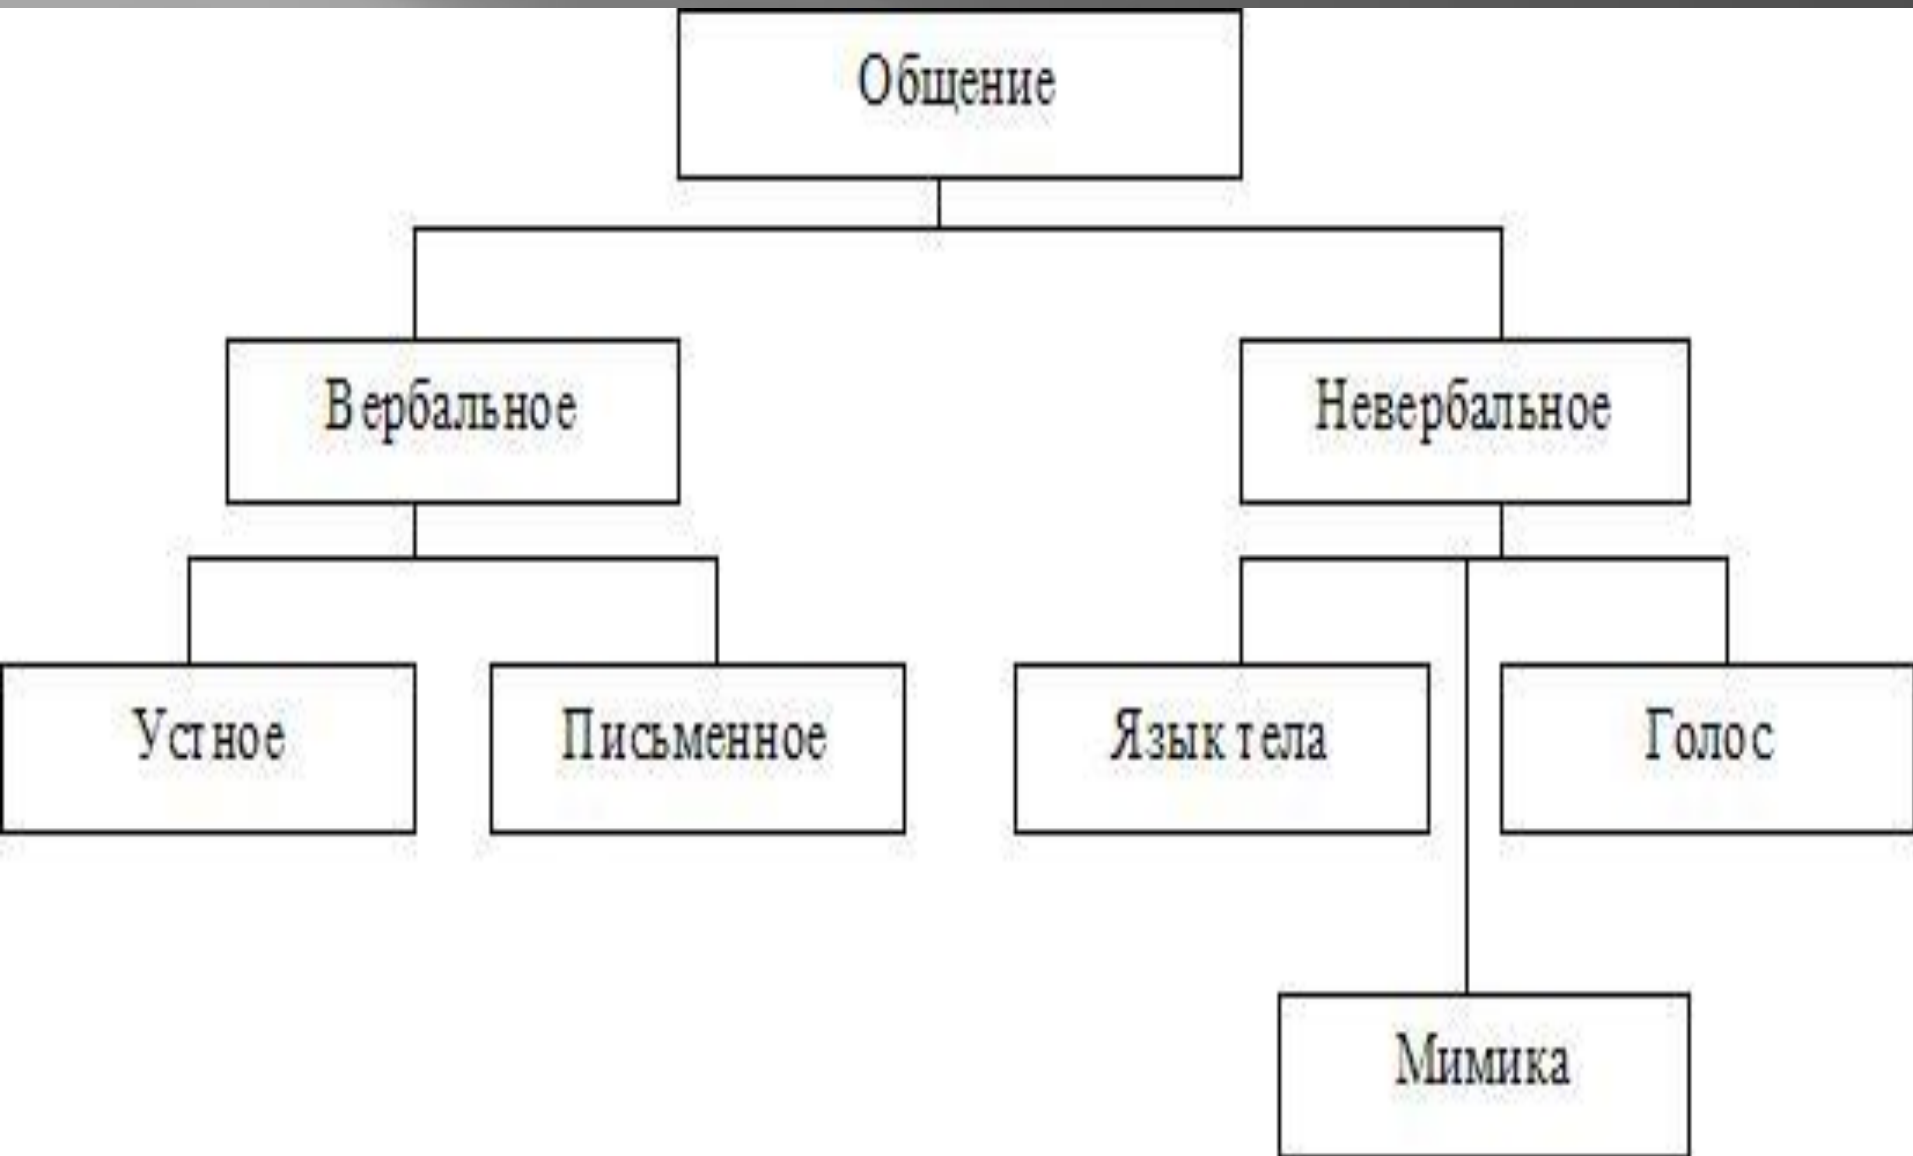 Общение
Вербальное
Невербальное
Устное
Письменное
Язык тела
Голос
Мимика